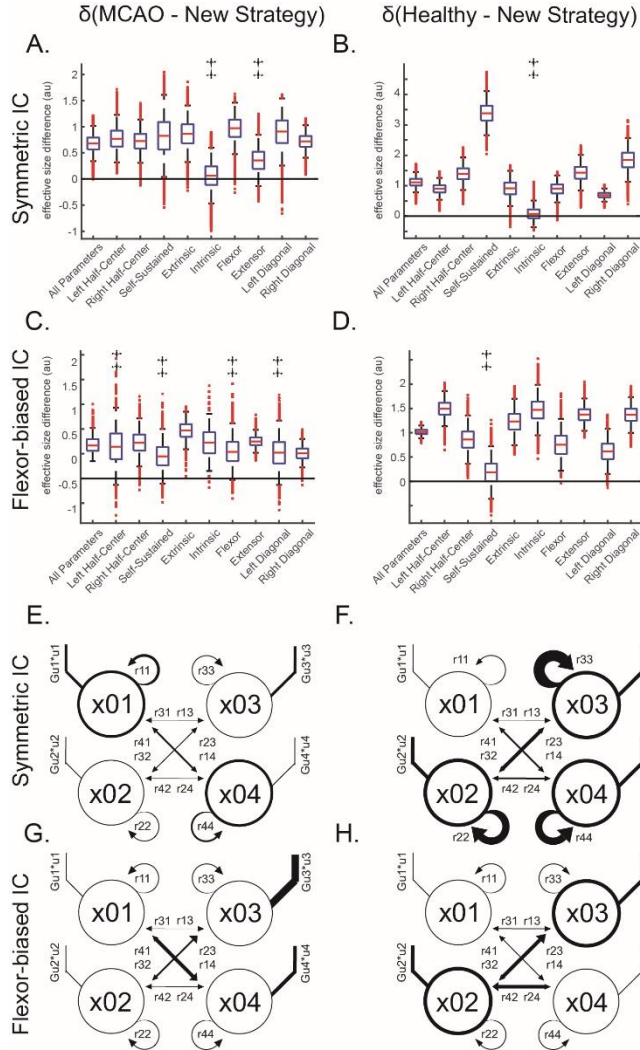 δ(MCAO - New Strategy)
δ(Healthy - New Strategy)
Symmetric IC
A.
effective size difference (au)
2
1.5
1
0.5
0
-0.5
-1
All Parameters
Left Half-Center
Right Half-Center
Self-Sustained
Extrinsic
Intrinsic
Flexor
Extensor
Left Diagonal
Right Diagonal
B.
effective size difference (au)
4
3
2
1
0
All Parameters
Left Half-Center
Right Half-Center
Self-Sustained
Extrinsic
Intrinsic
Flexor
Extensor
Left Diagonal
Right Diagonal
Flexor-biased IC
C.
effective size difference (au)
2
1.5
1
0.5
0
-0.5
-1
All Parameters
Left Half-Center
Right Half-Center
Self-Sustained
Extrinsic
Intrinsic
Flexor
Extensor
Left Diagonal
Right Diagonal
D.
effective size difference (au)
2
1.5
1
0.5
0
All Parameters
Left Half-Center
Right Half-Center
Self-Sustained
Extrinsic
Intrinsic
Flexor
Extensor
Left Diagonal
Right Diagonal
Symmetric IC
E.
Gu1*u1
r11
r33
Gu3*u3
x01
x03
r31 r13
r41 r23
r32 r14
Gu2*u2
Gu4*u4
x02
x04
r42 r24
r22
r44
F.
Gu1*u1
r11
r33
x01
x03
r31 r13
r41 r23
r32 r14
Gu2*u2
x02
x04
r42 r24
r22
r44
Flexor-biased IC
G.
Gu1*u1
r11
r33
Gu3*u3
x01
x03
r31 r13
r41 r23
r32 r14
Gu2*u2
Gu4*u4
x02
x04
r42 r24
r22
r44
H.
Gu1*u1
r11
r33
x01
x03
r31 r13
r41 r23
r32 r14
Gu2*u2
x02
x04
r42 r24
r22
r44